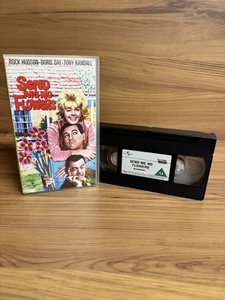 ROCK HUDSON · DORIS DAY · TONY RANDALL
SEND
ME NO
FLOWERS
SEND ME NO
FLOWERS
U